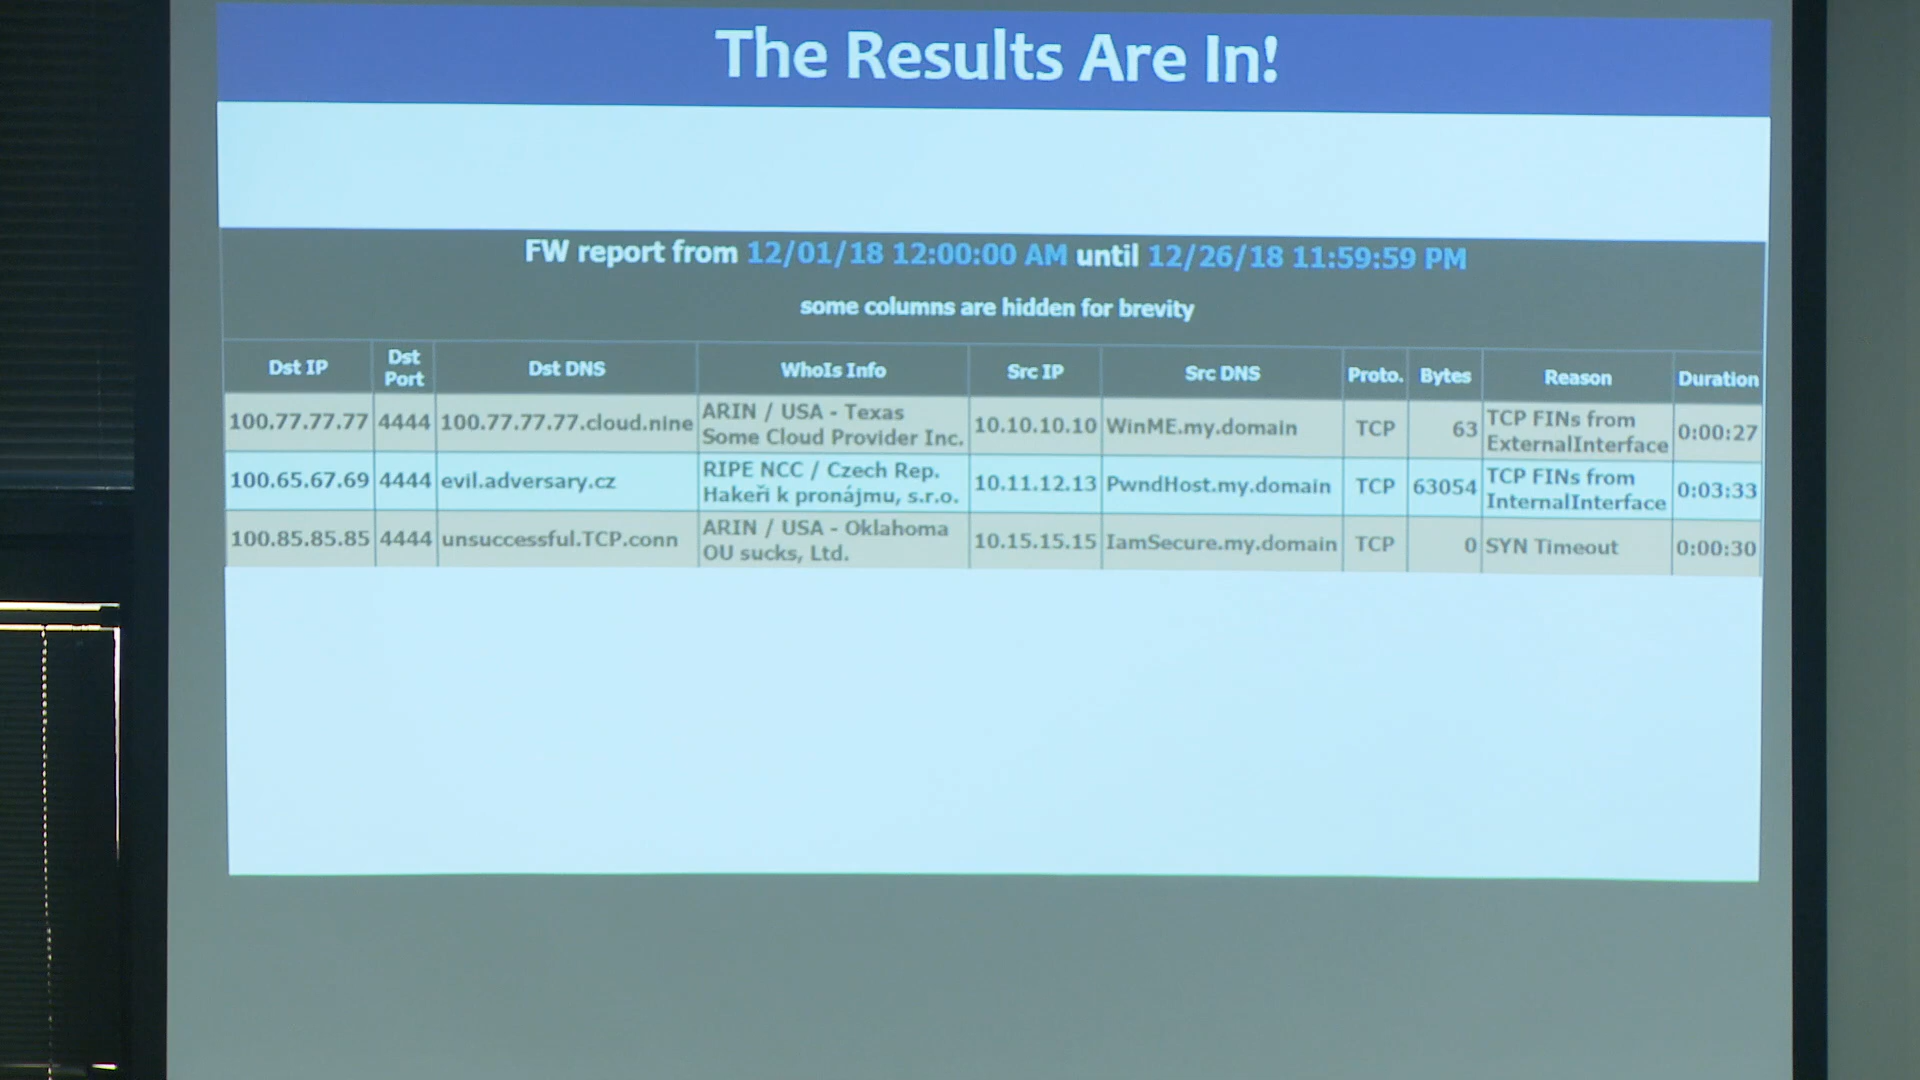 The Results Are In!
FW report from 12/01/18 12:00:00 AM until 12/26/18 11:59:59 PM
some columns are hidden for brevity
Dst IP Dst Port Dst DNS WhoIs Info Src IP Src DNS Proto. Bytes Reason Duration
100.77.77.77 4444 100.77.77.77.cloud.nine ARIN / USA - Texas Some Cloud Provider Inc. 10.10.10.10 WinME.my.domain TCP 63 TCP FINs from ExternalInterface 0:00:27
100.65.67.69 4444 evil.adversary.cz RIPE NCC / Czech Rep. Hakeři k pronájmu, s.r.o. 10.11.12.13 PwndHost.my.domain TCP 63054 TCP FINs from InternalInterface 0:03:33
100.85.85.85 4444 unsuccessful.TCP.conn ARIN / USA - Oklahoma OU sucks, Ltd. 10.15.15.15 IamSecure.my.domain TCP 0 SYN Timeout 0:00:30